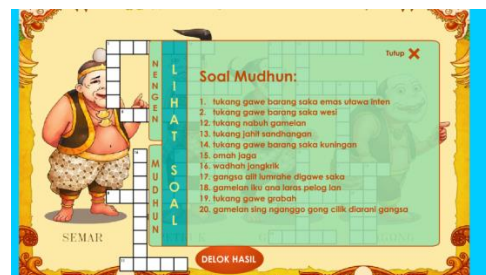 Tutup X
NENGEN
LIHAT SOAL
MUDHUN
Soal Mudhun:
1. tukang gawe barang saka emas utawa inten
2. tukang gawe barang saka wesi
12. tukang nabuh gamelan
13. tukang jahit sandhangan
14. tukang gawe barang saka kuningan
15. omah jaga
16. wadhah jangkrik
17. gangsa alit lumrahe digawe saka
18. gamelan iku ana laras pelog lan
19. tukang gawe grabah
20. gamelan sing nganggo gong cilik diarani gangsa
SEMAR
DELOK HASIL